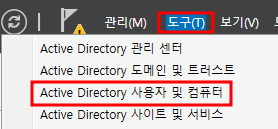 관리(M) 도구(T) 보기(V)
Active Directory 관리 센터
Active Directory 도메인 및 트러스트
Active Directory 사용자 및 컴퓨터
Active Directory 사이트 및 서비스